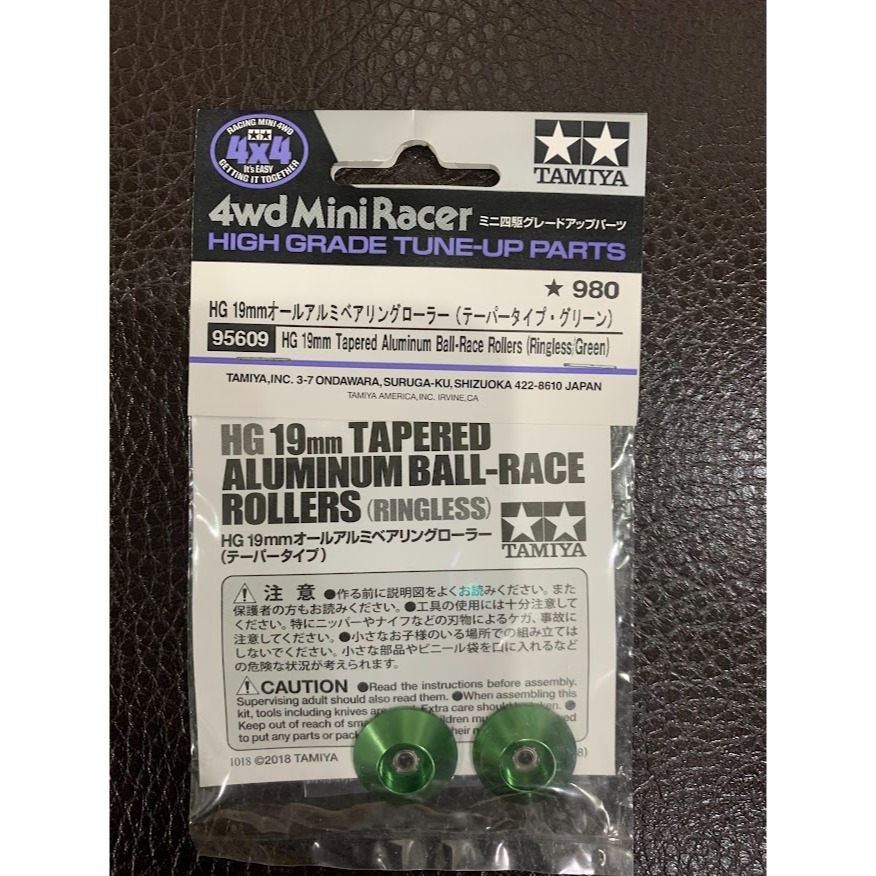 RACING MINI 4WD
4x4
It's EASY
GETTING IT TOGETHER
TAMIYA
4wd Mini Racer ミニ四駆グレードアップパーツ
HIGH GRADE TUNE-UP PARTS
★ 980
HG 19mmオールアルミベアリングローラー（テーパータイプ・グリーン）
95609 HG 19mm Tapered Aluminum Ball-Race Rollers (Ringless/Green)
TAMIYA,INC. 3-7 ONDAWARA, SURUGA-KU, SHIZUOKA 422-8610 JAPAN
TAMIYA AMERICA,INC. IRVINE,CA
HG 19mm TAPERED
ALUMINUM BALL-RACE
ROLLERS (RINGLESS)
HG 19mmオールアルミベアリングローラー
（テーパータイプ）
TAMIYA
注 意 ●作る前に説明図をよくお読みください。また
保護者の方もお読みください。●工具の使用には十分注意して
ください。特にニッパーやナイフなどの刃物によるケガ、事故に
注意してください。●小さなお子様のいる場所での組み立ては
しないでください。小さな部品やビニール袋を口に入れるなど
の危険な状況が考えられます。
CAUTION ●Read the instructions before assembly.
Supervising adult should also read them. ●When assembling this
kit, tools including knives are Extra care should be taken. ●
Keep out of reach of
to put any parts or
1018 ©2018 TAMIYA